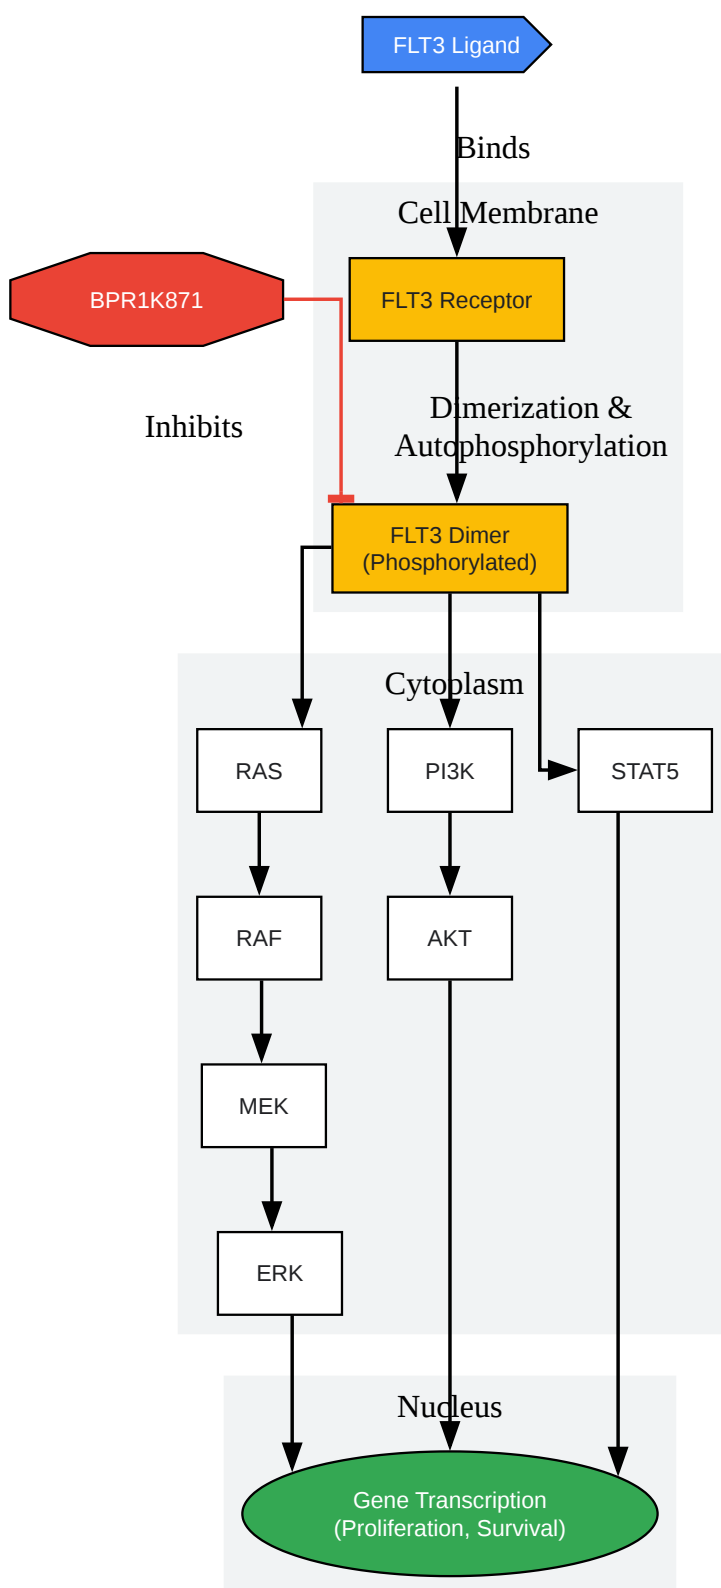 FLT3 Ligand
Binds
Cell Membrane
BPR1K871
FLT3 Receptor
Inhibits
Dimerization &
Autophosphorylation
FLT3 Dimer
(Phosphorylated)
Cytoplasm
RAS
PI3K
STAT5
RAF
AKT
MEK
ERK
Nucleus
Gene Transcription
(Proliferation, Survival)